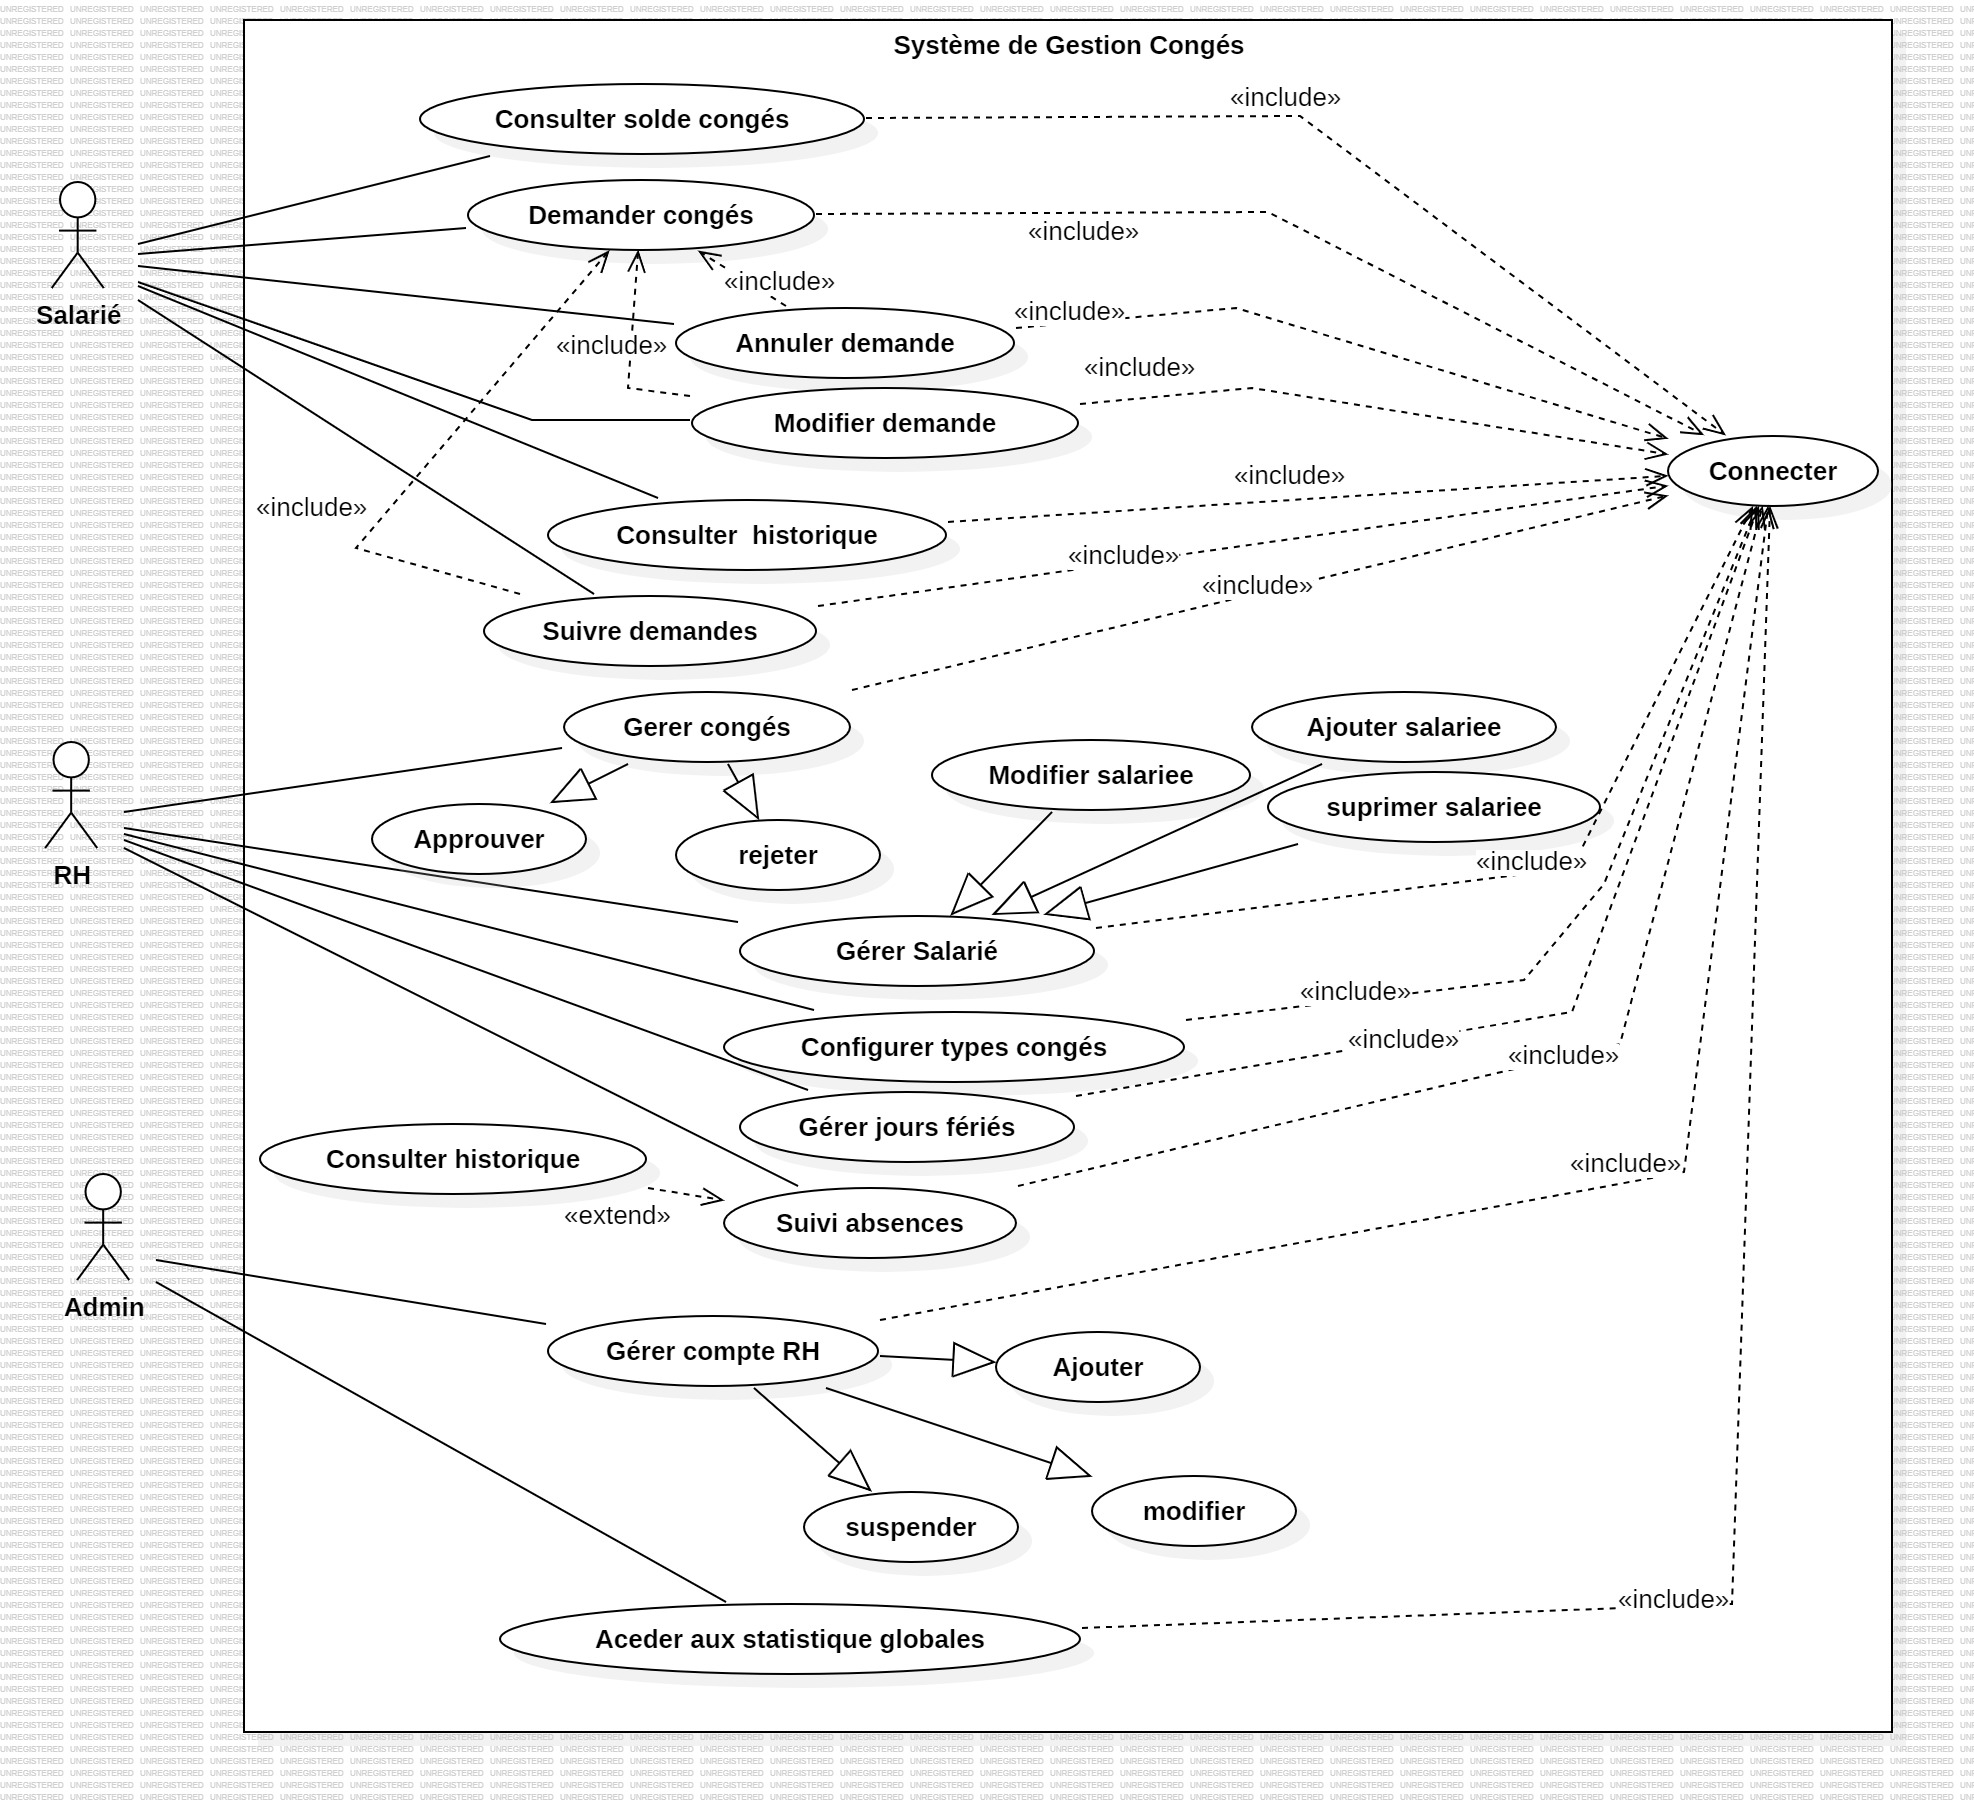 Système de Gestion Congés
«include»
Consulter solde congés
Demander congés
«include»
«include»
«include»
Salarié
Annuler demande
«include»
«include»
Modifier demande
Connecter
«include»
«include»
Consulter  historique
«include»
«include»
Suivre demandes
Gerer congés
Ajouter salariee
Modifier salariee
suprimer salariee
Approuver
rejeter
«include»
RH
Gérer Salarié
«include»
«include»
Configurer types congés
«include»
Gérer jours fériés
Consulter historique
«include»
«extend»
Suivi absences
Admin
Gérer compte RH
Ajouter
modifier
suspender
«include»
Aceder aux statistique globales
UNREGISTERED